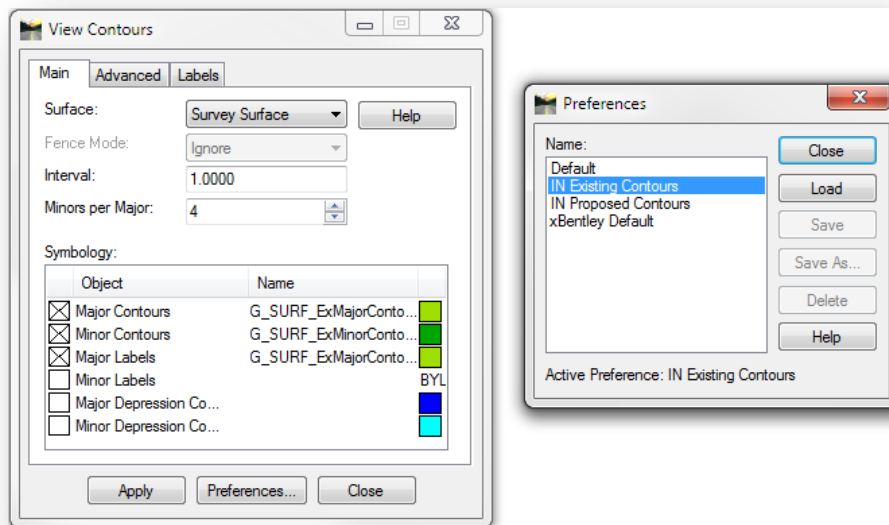 View Contours
Main Advanced Labels
Surface: Survey Surface Help
Fence Mode: Ignore
Interval: 1.0000
Minors per Major: 4
Symbology:
Object Name
Major Contours G_SURF_ExMajorConto...
Minor Contours G_SURF_ExMinorConto...
Major Labels G_SURF_ExMajorConto...
Minor Labels BYL
Major Depression Co...
Minor Depression Co...
Apply Preferences... Close
Preferences
Name:
Default
IN Existing Contours
IN Proposed Contours
xBentley Default
Close
Load
Save
Save As...
Delete
Help
Active Preference: IN Existing Contours